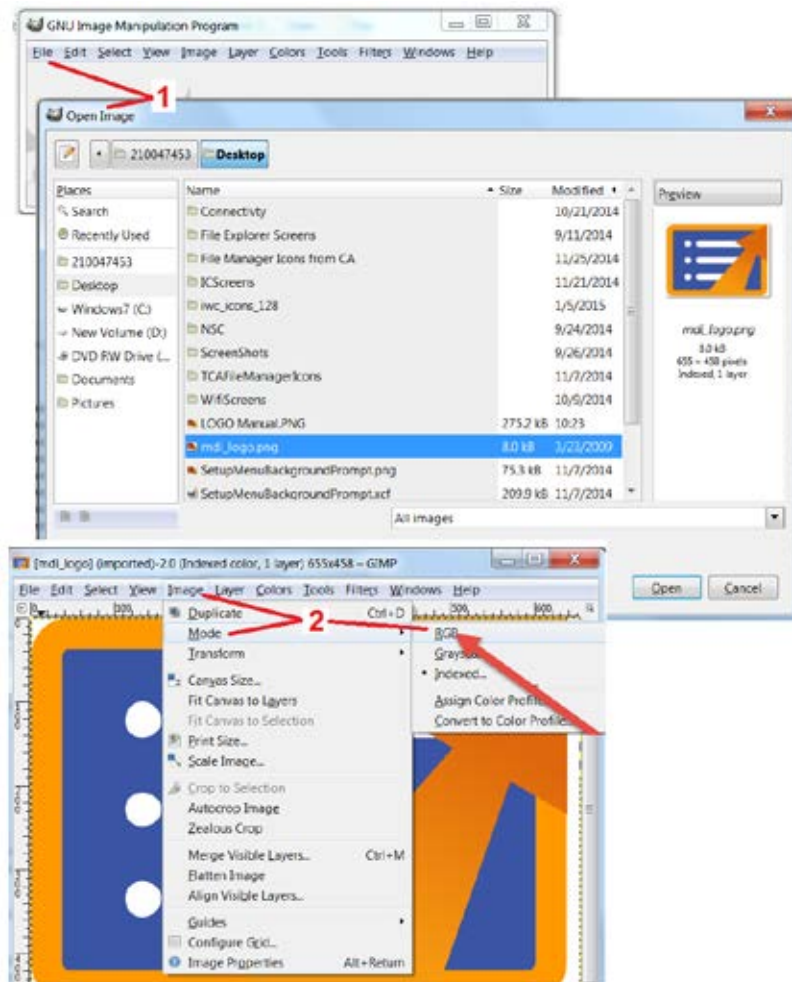 GNU Image Manipulation Program
File Edit Select View Image Layer Colors Tools Filters Windows Help
1
Open Image
210047453 Desktop
Places
Search
Recently Used
210047453
Desktop
Windows7 (C:)
New Volume (D:)
DVD RW Drive (...
Documents
Pictures
Name Size Modified
Connectivty 10/21/2014
File Explorer Screens 9/11/2014
File Manager Icons from CA 11/25/2014
ICScreens 11/21/2014
iwc_icons_128 1/5/2015
NSC 9/24/2014
ScreenShots 9/26/2014
TCAFileManagerIcons 11/7/2014
WifiScreens 10/9/2014
LOGO Manual.PNG 275.2 kB 10:23
mdi_logo.png 8.0 kB 3/23/2009
SetupMenuBackgroundPrompt.png 75.3 kB 11/7/2014
SetupMenuBackgroundPrompt.xcf 209.9 kB 11/7/2014
Preview
mdi_logo.png
8.0 kB
655 × 458 pixels
Indexed, 1 layer
All images
Open Cancel
[mdi_logo] (imported)-2.0 (Indexed color, 1 layer) 655x458 – GIMP
File Edit Select View Image Layer Colors Tools Filters Windows Help
2
Duplicate Ctrl+D
Mode
Transform
Canvas Size...
Fit Canvas to Layers
Fit Canvas to Selection
Print Size...
Scale Image...
Crop to Selection
Autocrop Image
Zealous Crop
Merge Visible Layers... Ctrl+M
Flatten Image
Align Visible Layers...
Guides
Configure Grid...
Image Properties Alt+Return
RGB
Indexed...
Assign Color Profile
Convert to Color Profile